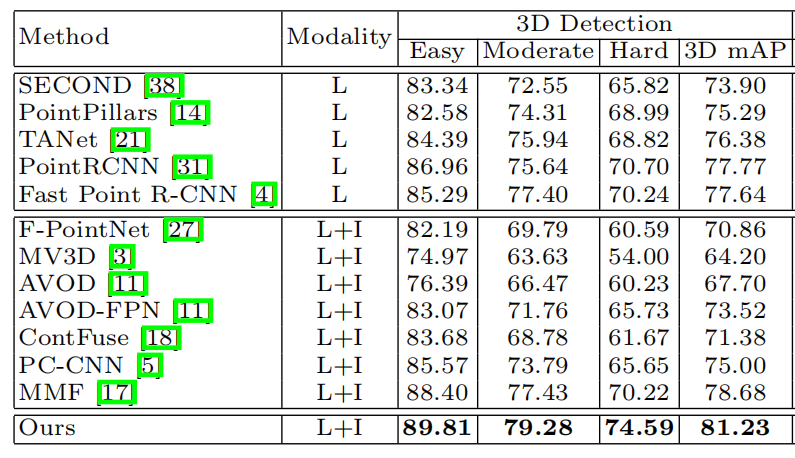 Method Modality 3D Detection
Easy Moderate Hard 3D mAP
SECOND [38] L 83.34 72.55 65.82 73.90
PointPillars [14] L 82.58 74.31 68.99 75.29
TANet [21] L 84.39 75.94 68.82 76.38
PointRCNN [31] L 86.96 75.64 70.70 77.77
Fast Point R-CNN [4] L 85.29 77.40 70.24 77.64
F-PointNet [27] L+I 82.19 69.79 60.59 70.86
MV3D [3] L+I 74.97 63.63 54.00 64.20
AVOD [11] L+I 76.39 66.47 60.23 67.70
AVOD-FPN [11] L+I 83.07 71.76 65.73 73.52
ContFuse [18] L+I 83.68 68.78 61.67 71.38
PC-CNN [5] L+I 85.57 73.79 65.65 75.00
MMF [17] L+I 88.40 77.43 70.22 78.68
Ours L+I 89.81 79.28 74.59 81.23